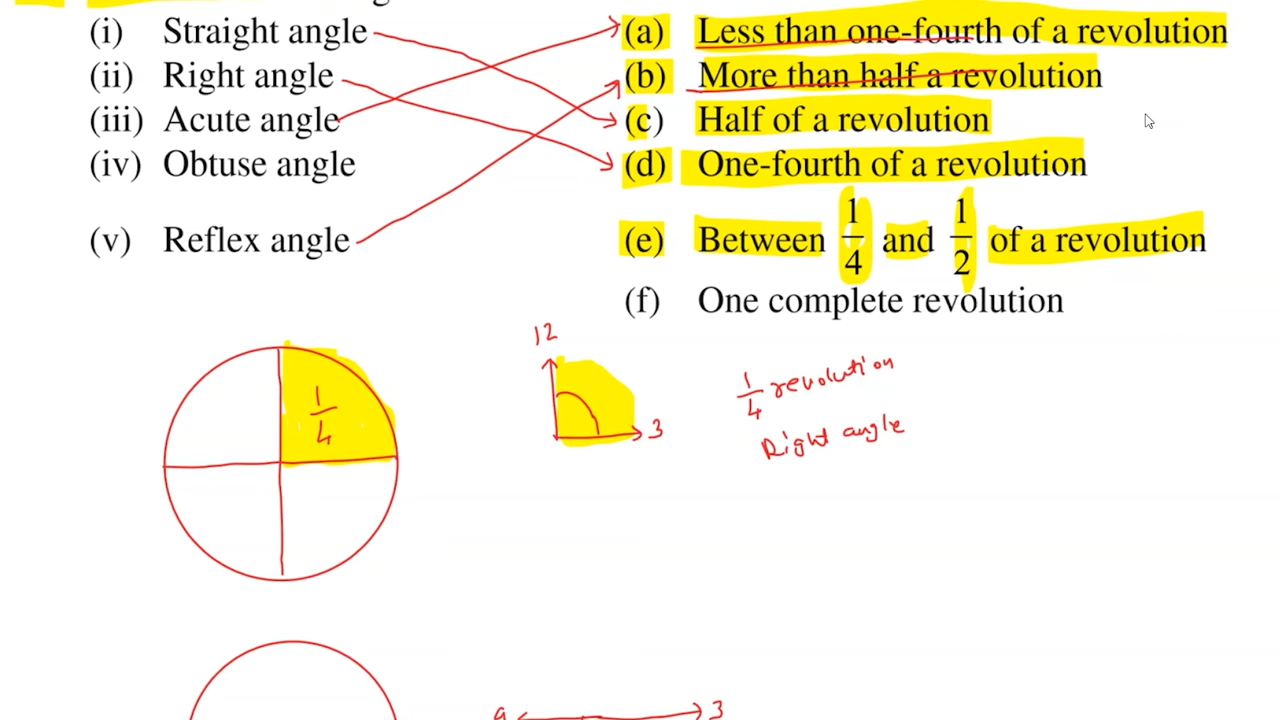 (i) Straight angle (a) Less than one-fourth of a revolution
(ii) Right angle (b) More than half a revolution
(iii) Acute angle (c) Half of a revolution
(iv) Obtuse angle (d) One-fourth of a revolution
(v) Reflex angle (e) Between 1/4 and 1/2 of a revolution
(f) One complete revolution
12
1/4
3
1/4 revolution
Right angle
9 3